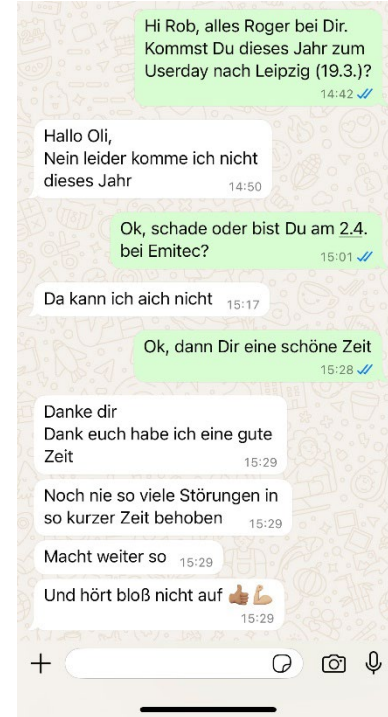 Hi Rob, alles Roger bei Dir.
Kommst Du dieses Jahr zum
Userday nach Leipzig (19.3.)?
14:42
Hallo Oli,
Nein leider komme ich nicht
dieses Jahr
14:50
Ok, schade oder bist Du am 2.4.
bei Emitec?
15:01
Da kann ich aich nicht 15:17
Ok, dann Dir eine schöne Zeit
15:28
Danke dir
Dank euch habe ich eine gute
Zeit
15:29
Noch nie so viele Störungen in
so kurzer Zeit behoben 15:29
Macht weiter so 15:29
Und hört bloß nicht auf 👍🏼💪🏼
15:29